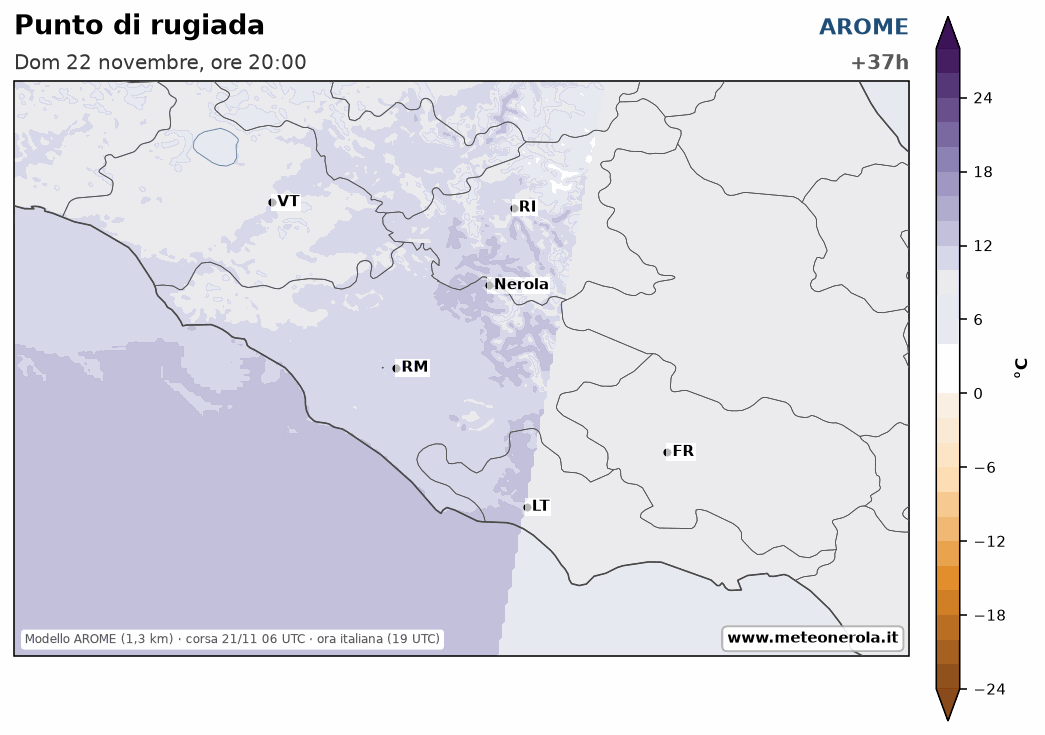 Punto di rugiada
AROME
Dom 22 novembre, ore 20:00
+37h
VT
RI
Nerola
RM
FR
LT
Modello AROME (1,3 km) · corsa 21/11 06 UTC · ora italiana (19 UTC)
www.meteonerola.it
24
18
12
6
0
−6
−12
−18
−24
°C